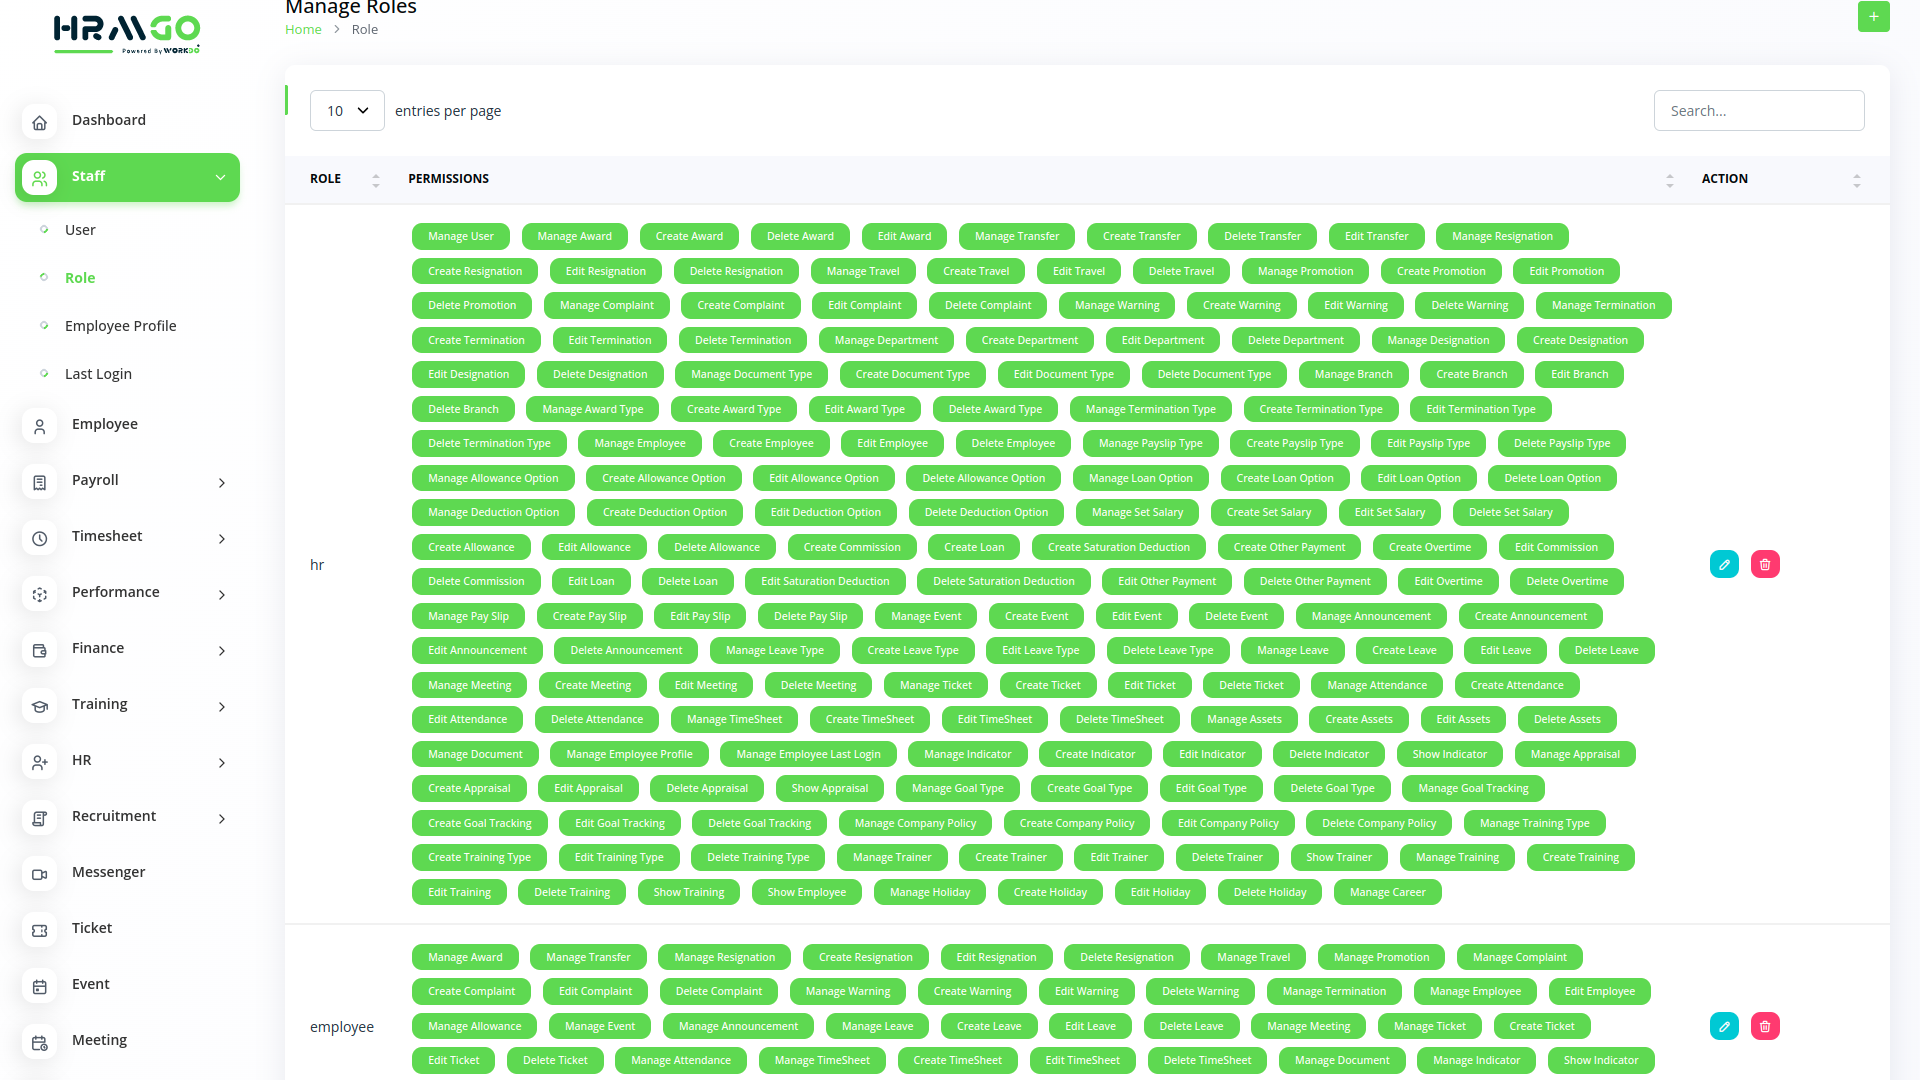 Manage Roles
Home > Role
HRMGO
Powered By WORKDO
+
Dashboard
Staff
User
Role
Employee Profile
Last Login
Employee
Payroll
Timesheet
Performance
Finance
Training
HR
Recruitment
Messenger
Ticket
Event
Meeting
10 entries per page
Search...
ROLE PERMISSIONS ACTION
hr
Manage User Manage Award Create Award Delete Award Edit Award Manage Transfer Create Transfer Delete Transfer Edit Transfer Manage Resignation
Create Resignation Edit Resignation Delete Resignation Manage Travel Create Travel Edit Travel Delete Travel Manage Promotion Create Promotion Edit Promotion
Delete Promotion Manage Complaint Create Complaint Edit Complaint Delete Complaint Manage Warning Create Warning Edit Warning Delete Warning Manage Termination
Create Termination Edit Termination Delete Termination Manage Department Create Department Edit Department Delete Department Manage Designation Create Designation
Edit Designation Delete Designation Manage Document Type Create Document Type Edit Document Type Delete Document Type Manage Branch Create Branch Edit Branch
Delete Branch Manage Award Type Create Award Type Edit Award Type Delete Award Type Manage Termination Type Create Termination Type Edit Termination Type
Delete Termination Type Manage Employee Create Employee Edit Employee Delete Employee Manage Payslip Type Create Payslip Type Edit Payslip Type Delete Payslip Type
Manage Allowance Option Create Allowance Option Edit Allowance Option Delete Allowance Option Manage Loan Option Create Loan Option Edit Loan Option Delete Loan Option
Manage Deduction Option Create Deduction Option Edit Deduction Option Delete Deduction Option Manage Set Salary Create Set Salary Edit Set Salary Delete Set Salary
Create Allowance Edit Allowance Delete Allowance Create Commission Create Loan Create Saturation Deduction Create Other Payment Create Overtime Edit Commission
Delete Commission Edit Loan Delete Loan Edit Saturation Deduction Delete Saturation Deduction Edit Other Payment Delete Other Payment Edit Overtime Delete Overtime
Manage Pay Slip Create Pay Slip Edit Pay Slip Delete Pay Slip Manage Event Create Event Edit Event Delete Event Manage Announcement Create Announcement
Edit Announcement Delete Announcement Manage Leave Type Create Leave Type Edit Leave Type Delete Leave Type Manage Leave Create Leave Edit Leave Delete Leave
Manage Meeting Create Meeting Edit Meeting Delete Meeting Manage Ticket Create Ticket Edit Ticket Delete Ticket Manage Attendance Create Attendance
Edit Attendance Delete Attendance Manage TimeSheet Create TimeSheet Edit TimeSheet Delete TimeSheet Manage Assets Create Assets Edit Assets Delete Assets
Manage Document Manage Employee Profile Manage Employee Last Login Manage Indicator Create Indicator Edit Indicator Delete Indicator Show Indicator Manage Appraisal
Create Appraisal Edit Appraisal Delete Appraisal Show Appraisal Manage Goal Type Create Goal Type Edit Goal Type Delete Goal Type Manage Goal Tracking
Create Goal Tracking Edit Goal Tracking Delete Goal Tracking Manage Company Policy Create Company Policy Edit Company Policy Delete Company Policy Manage Training Type
Create Training Type Edit Training Type Delete Training Type Manage Trainer Create Trainer Edit Trainer Delete Trainer Show Trainer Manage Training Create Training
Edit Training Delete Training Show Training Show Employee Manage Holiday Create Holiday Edit Holiday Delete Holiday Manage Career
employee
Manage Award Manage Transfer Manage Resignation Create Resignation Edit Resignation Delete Resignation Manage Travel Manage Promotion Manage Complaint
Create Complaint Edit Complaint Delete Complaint Manage Warning Create Warning Edit Warning Delete Warning Manage Termination Manage Employee Edit Employee
Manage Allowance Manage Event Manage Announcement Manage Leave Create Leave Edit Leave Delete Leave Manage Meeting Manage Ticket Create Ticket
Edit Ticket Delete Ticket Manage Attendance Manage TimeSheet Create TimeSheet Edit TimeSheet Delete TimeSheet Manage Document Manage Indicator Show Indicator